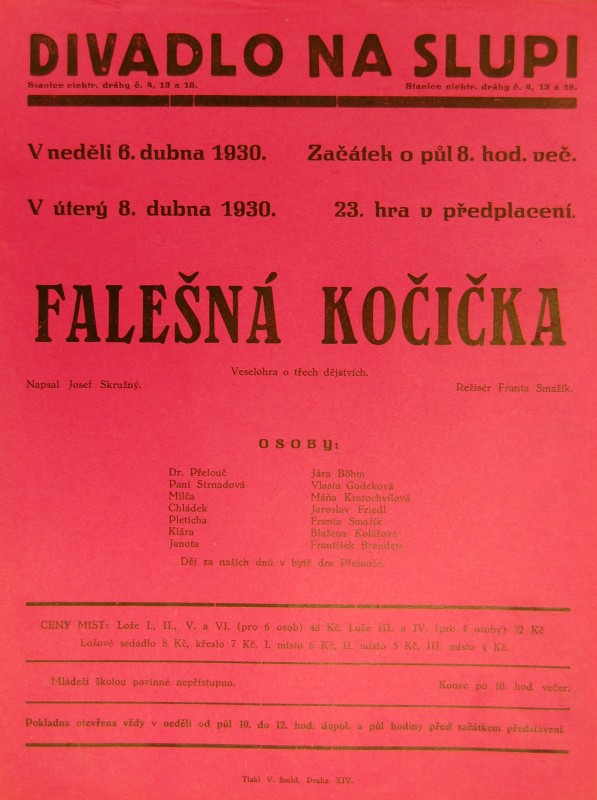 DIVADLO NA SLUPI
Stanice elektr. dráhy č. 4, 13 a 18. Stanice elektr. dráhy č. 4, 13 a 18.
V neděli 6. dubna 1930. Začátek o půl 8. hod. več.
V úterý 8. dubna 1930. 23. hra v předplacení.
FALEŠNÁ KOČIČKA
Veselohra o třech dějstvích.
Napsal Josef Skružný. Režisér Franta Smažík.
OSOBY:
Dr. Přelouč Jára Böhm
Paní Strnadová Vlasta Godeková
Milča Máňa Kratochvílová
Chládek Jaroslav Friedl
Pleticha Franta Smažík
Klára Blažena Kolářová
Janota František Brandejs
Děj za našich dnů v bytě dra Přelouče.
CENY MÍST: Lože I., II., V. a VI. (pro 6 osob) 48 Kč, Lože III. a IV. (pro 4 osoby) 32 Kč
Ložové sedadlo 8 Kč, křeslo 7 Kč, I. místo 6 Kč, II. místo 5 Kč, III. místo 4 Kč.
Mládeži školou povinné nepřístupno. Konec po 10. hod. večer.
Pokladna otevřena vždy v neděli od půl 10. do 12. hod. dopol. a půl hodiny před začátkem představení.
Tiskl V. Šmíd, Praha XIV.